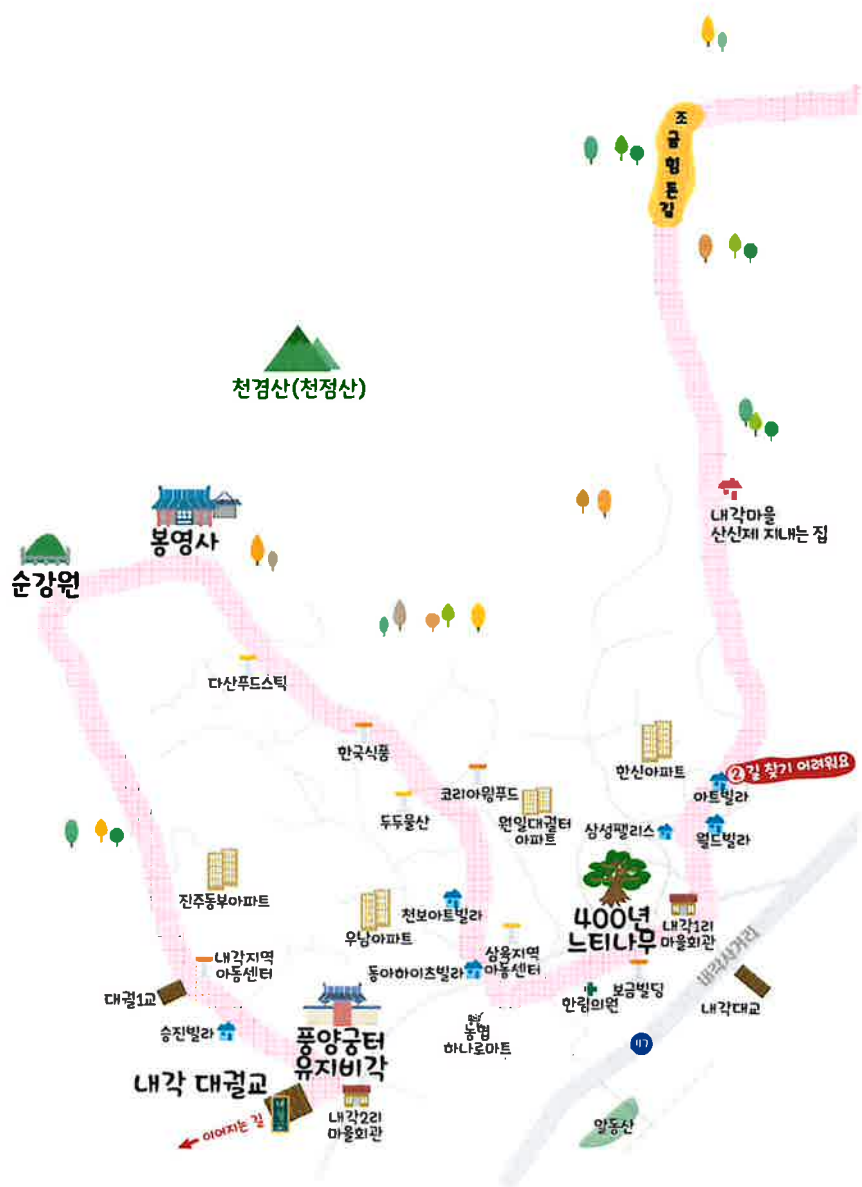 조금 힘든 길
천겸산(천점산)
내각마을
산신제 지내는 집
봉영사
순강원
다산푸드스틱
한국식품
한신아파트
② 길 찾기 어려워요
아트빌라
코리아윙푸드
두두물산
원일대궐터
아파트
삼성팰리스
월드빌라
진주동부아파트
400년
느티나무
내각1리
마을회관
천보아트빌라
우남아파트
내각사거리
삼육지역
아동센터
동아하이츠빌라
내각지역
아동센터
대궐1교
한림의원
보금빌딩
내각대교
승진빌라
농협
하나로마트
풍양궁터
유지비각
내각 대궐교
내각2리
마을회관
이어지는 길
알동산